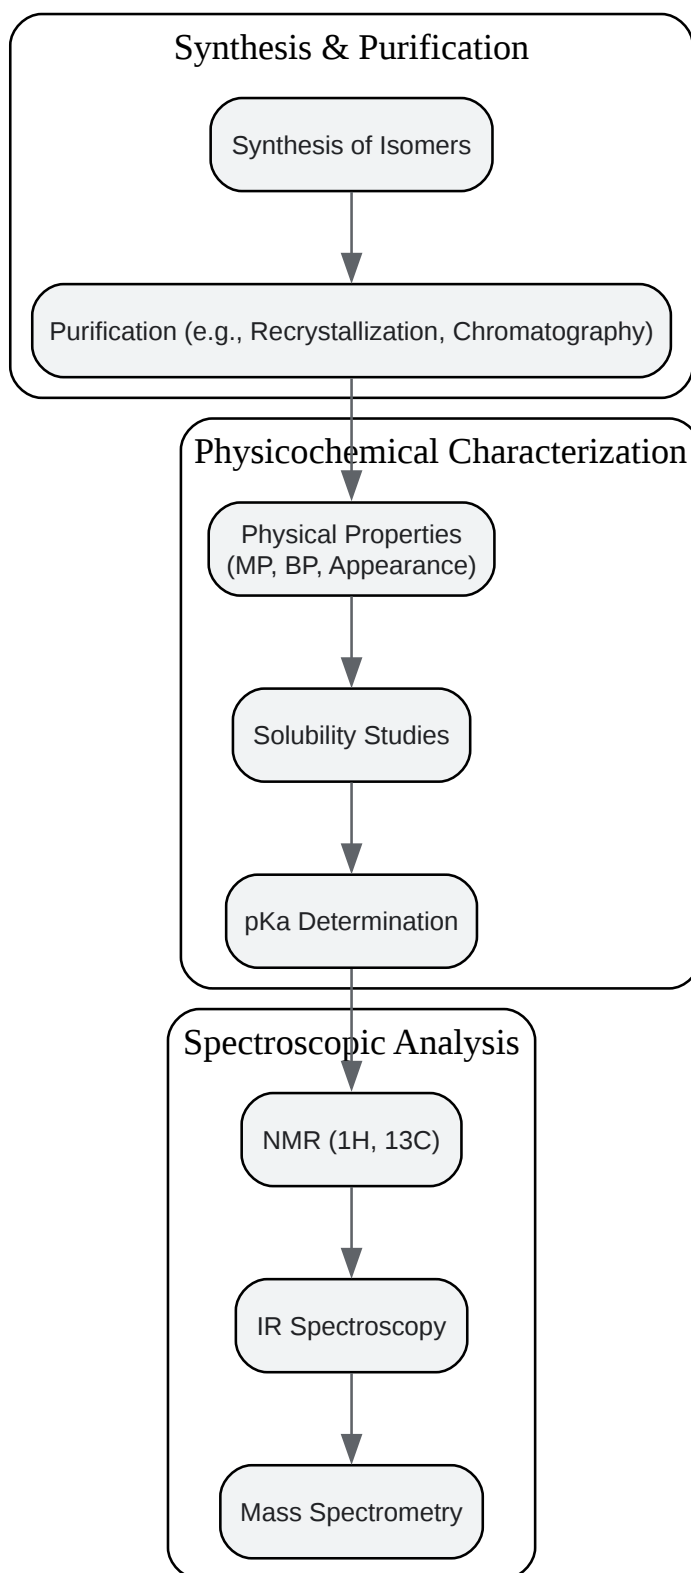 Synthesis & Purification
Synthesis of Isomers
Purification (e.g., Recrystallization, Chromatography)
Physicochemical Characterization
Physical Properties
(MP, BP, Appearance)
Solubility Studies
pKa Determination
Spectroscopic Analysis
NMR (1H, 13C)
IR Spectroscopy
Mass Spectrometry